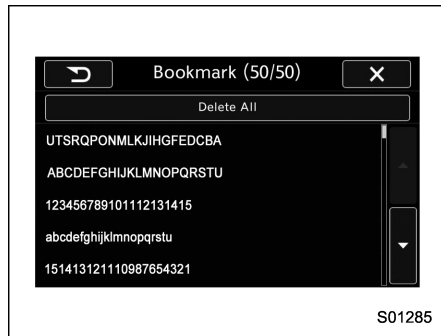 Bookmark (50/50)
Delete All
UTSRQPONMLKJIHGFEDCBA
ABCDEFGHIJKLMNOPQRSTU
123456789101112131415
abcdefghijklmnopqrstu
151413121110987654321
S01285